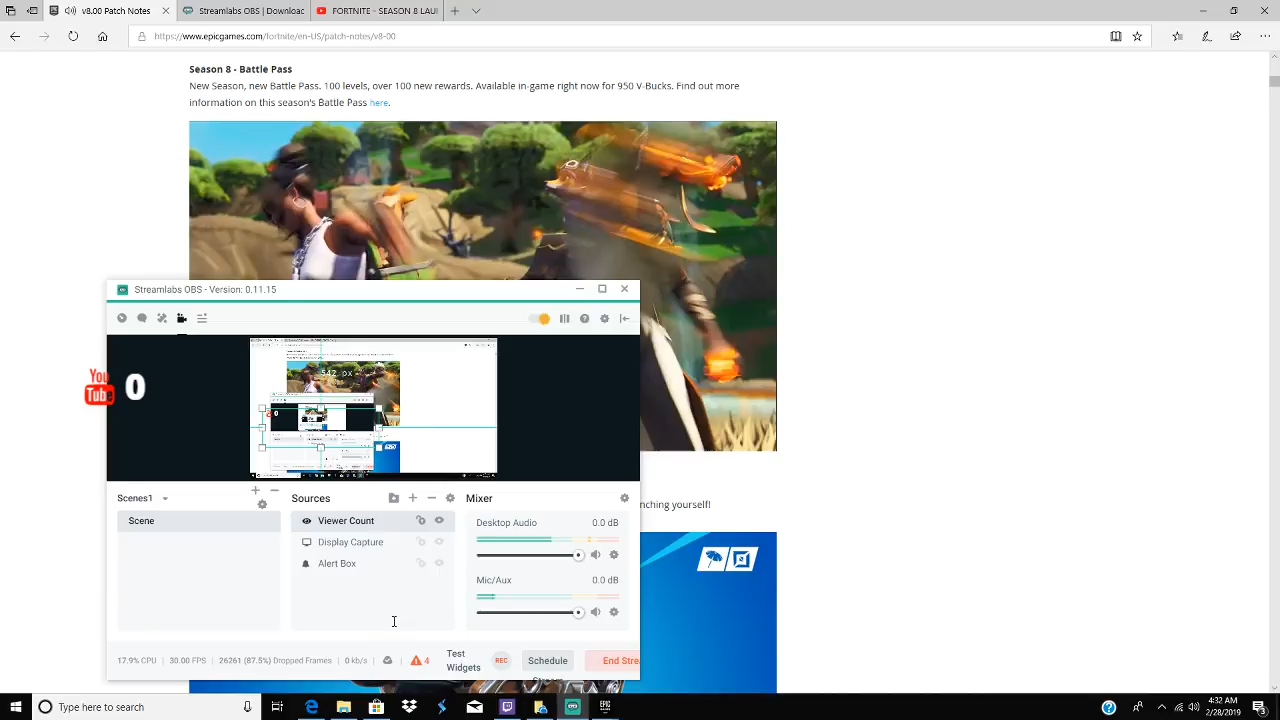 v8.00 Patch Notes
Streamlabs OBS | Download
FORTNITE - SEASON 8 LAU
https://www.epicgames.com/fortnite/en-US/patch-notes/v8-00
Season 8 - Battle Pass
New Season, new Battle Pass. 100 levels, over 100 new rewards. Available in-game right now for 950 V-Bucks. Find out more
information on this season's Battle Pass here.
Streamlabs OBS - Version: 0.11.15
542 px
You
Tube 0
Scenes1
Sources
Mixer
nching yourself!
Scene
Viewer Count
Display Capture
Alert Box
Desktop Audio 0.0 dB
Mic/Aux 0.0 dB
17.9% CPU 30.00 FPS 26261 (87.5%) Dropped Frames 0 kb/s 4
Test
Widgets
REC
Schedule
End Stre
Type here to search
EPIC
GAMES
4:32 AM
2/28/2019